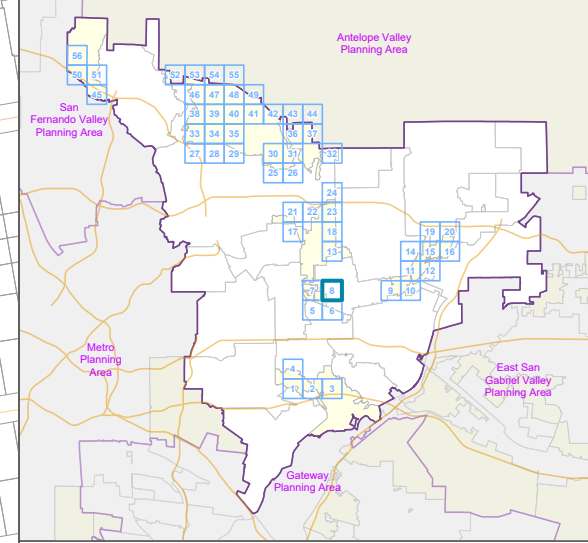 Antelope Valley
Planning Area
56
50 51
45
San
Fernando Valley
Planning Area
52 53 54 55
46 47 48 49
38 39 40 41 42 43 44
33 34 35 36 37
27 28 29 30 31 32
25 26
24
21 22 23
17 18
13
19 20
14 15 16
11 12
9 10
7 8
5 6
Metro
Planning
Area
4
1 2 3
East San
Gabriel Valley
Planning Area
Gateway
Planning Area